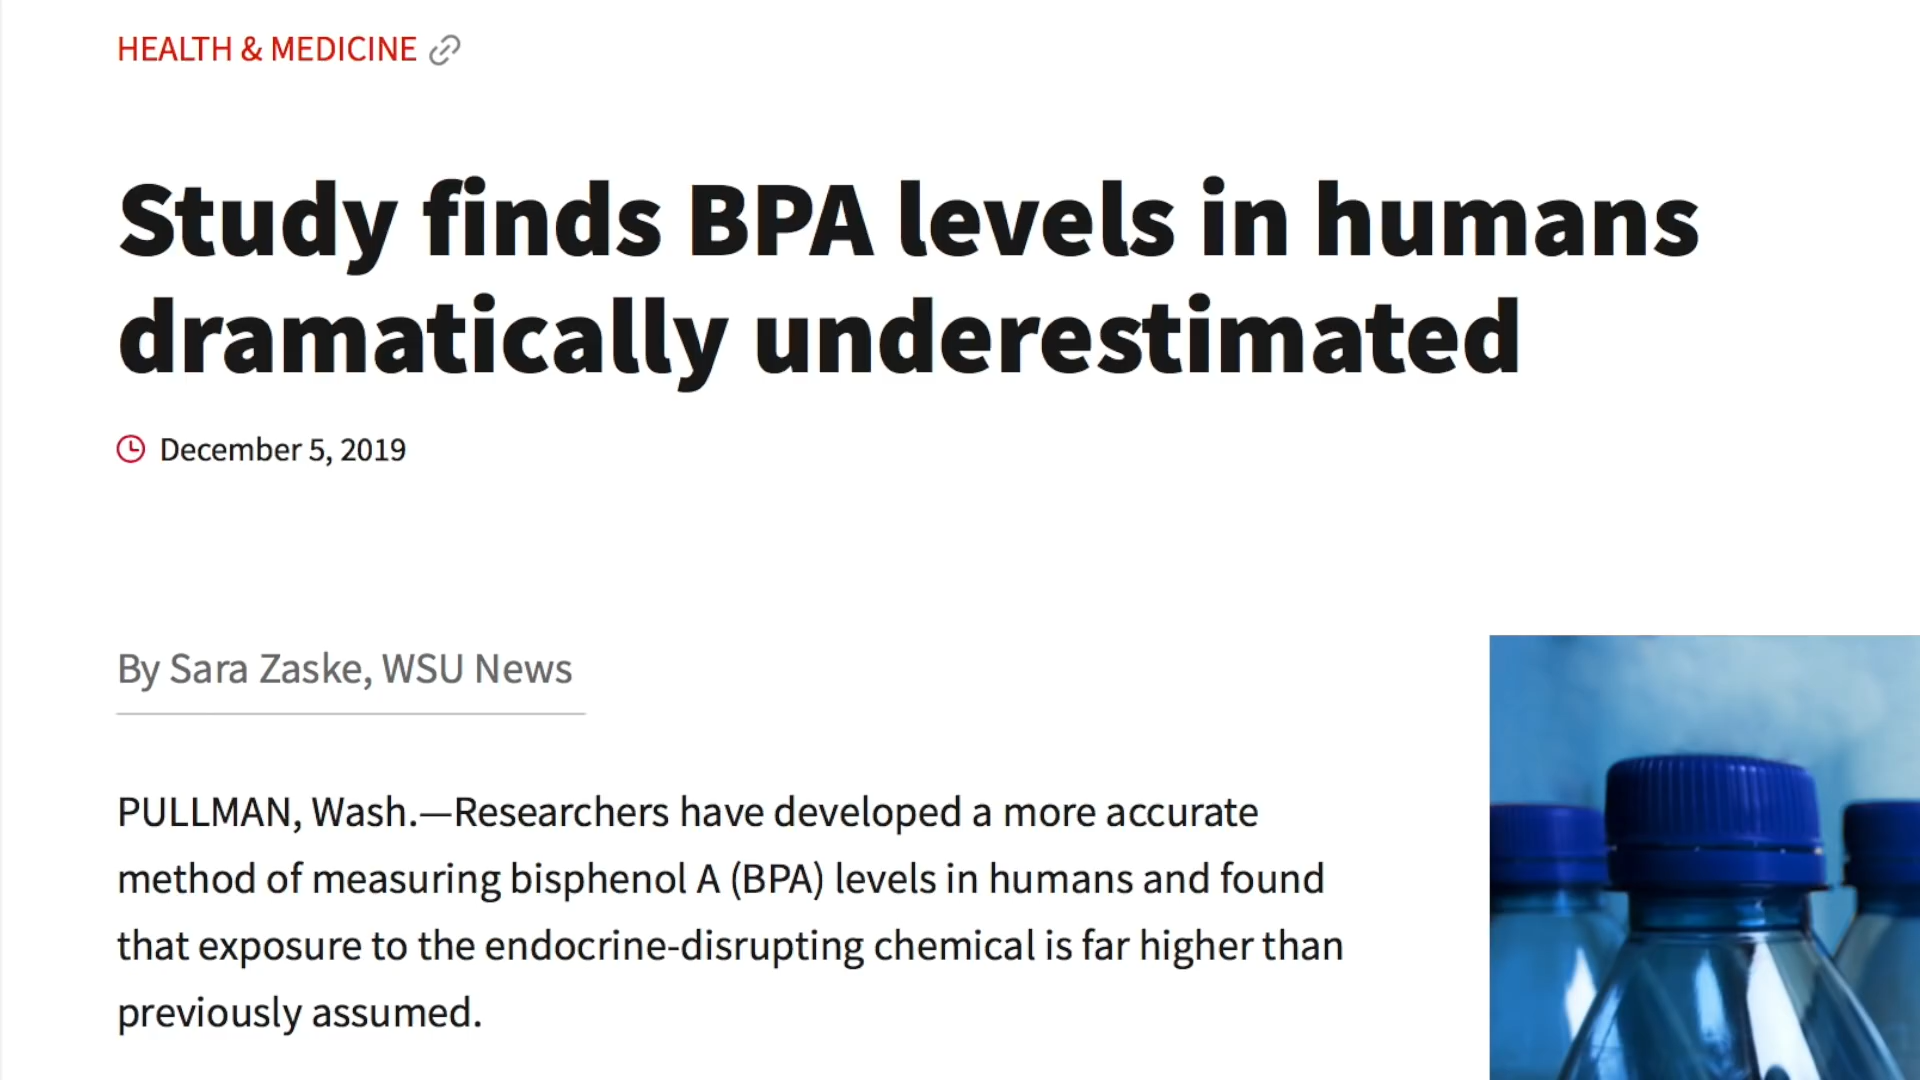 HEALTH & MEDICINE
Study finds BPA levels in humans
dramatically underestimated
December 5, 2019
By Sara Zaske, WSU News
PULLMAN, Wash.—Researchers have developed a more accurate
method of measuring bisphenol A (BPA) levels in humans and found
that exposure to the endocrine-disrupting chemical is far higher than
previously assumed.